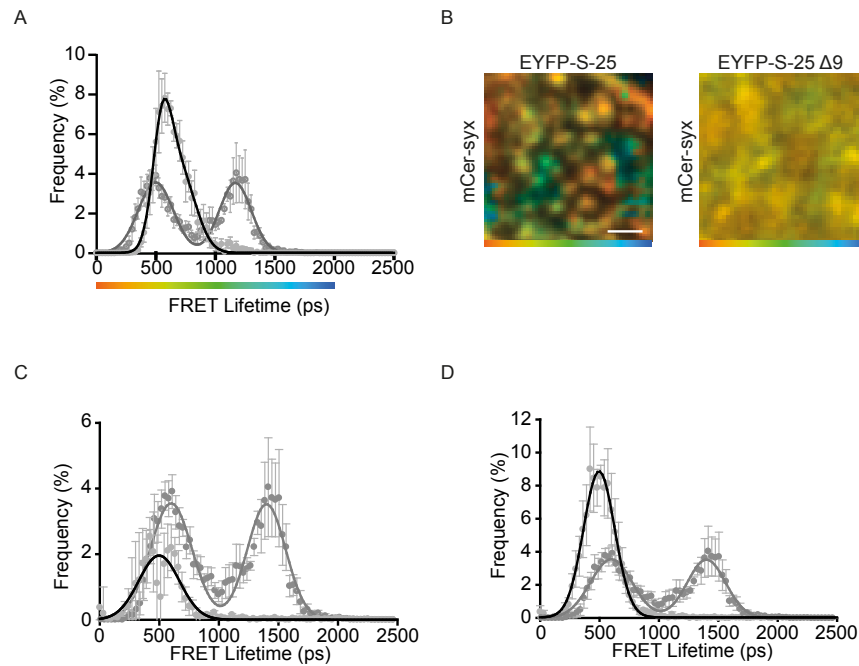 A
10
8
6
4
2
0
Frequency (%)
0 500 1000 1500 2000 2500
FRET Lifetime (ps)
B
EYFP-S-25
EYFP-S-25 Δ9
mCer-syx
mCer-syx
C
6
4
2
0
Frequency (%)
0 500 1000 1500 2000 2500
FRET Lifetime (ps)
D
12
10
8
6
4
2
0
Frequency (%)
0 500 1000 1500 2000 2500
FRET Lifetime (ps)